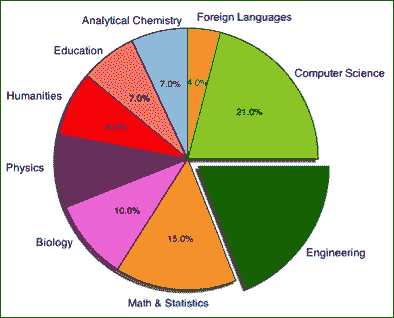 Analytical Chemistry
Foreign Languages
Education
Computer Science
7.0%
4.0%
7.0%
21.0%
Humanities
Physics
10.0%
Biology
15.0%
Engineering
Math & Statistics